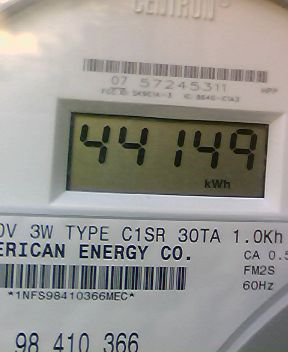 CENTRON
07 57245311
44149
kWh
0V 3W TYPE C1SR 30TA 1.0Kh
ERICAN ENERGY CO.
CA 0.5
FM2S
*1NFS98410366MEC*
60Hz
98 410 366